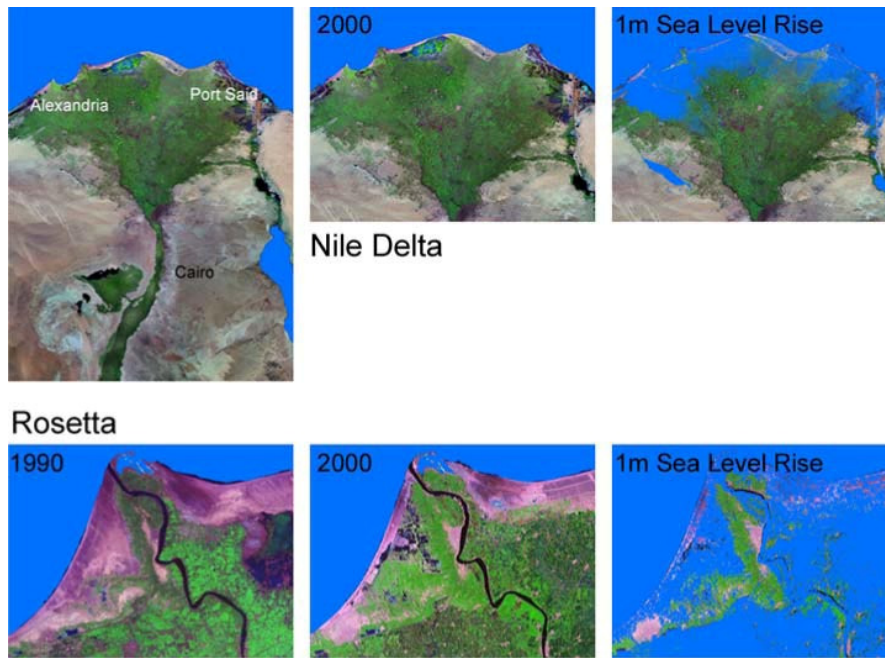 2000
1m Sea Level Rise
Alexandria
Port Said
Nile Delta
Cairo
Rosetta
1990
2000
1m Sea Level Rise